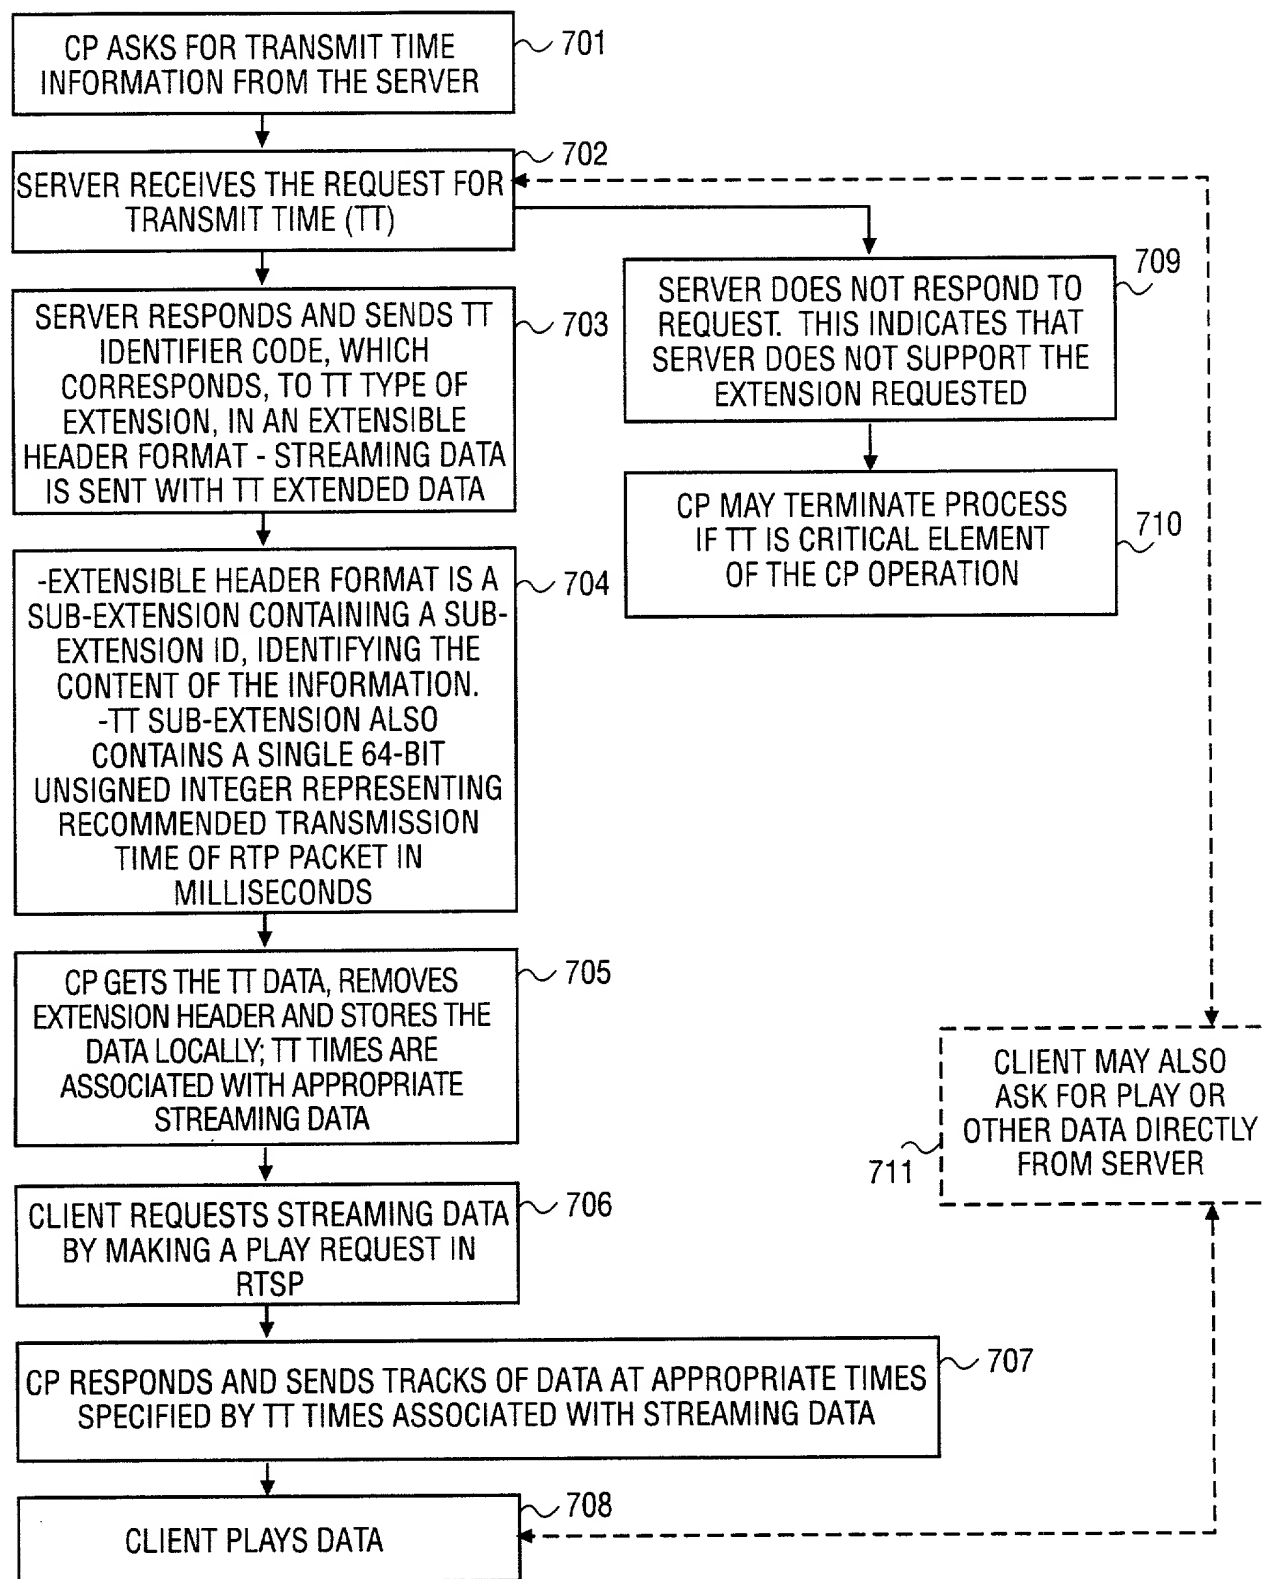 CP ASKS FOR TRANSMIT TIME
INFORMATION FROM THE SERVER
701
SERVER RECEIVES THE REQUEST FOR
TRANSMIT TIME (TT)
702
SERVER RESPONDS AND SENDS TT
IDENTIFIER CODE, WHICH
CORRESPONDS, TO TT TYPE OF
EXTENSION, IN AN EXTENSIBLE
HEADER FORMAT - STREAMING DATA
IS SENT WITH TT EXTENDED DATA
703
SERVER DOES NOT RESPOND TO
REQUEST. THIS INDICATES THAT
SERVER DOES NOT SUPPORT THE
EXTENSION REQUESTED
709
CP MAY TERMINATE PROCESS
IF TT IS CRITICAL ELEMENT
OF THE CP OPERATION
710
-EXTENSIBLE HEADER FORMAT IS A
SUB-EXTENSION CONTAINING A SUB-
EXTENSION ID, IDENTIFYING THE
CONTENT OF THE INFORMATION.
-TT SUB-EXTENSION ALSO
CONTAINS A SINGLE 64-BIT
UNSIGNED INTEGER REPRESENTING
RECOMMENDED TRANSMISSION
TIME OF RTP PACKET IN
MILLISECONDS
704
CP GETS THE TT DATA, REMOVES
EXTENSION HEADER AND STORES THE
DATA LOCALLY; TT TIMES ARE
ASSOCIATED WITH APPROPRIATE
STREAMING DATA
705
CLIENT MAY ALSO
ASK FOR PLAY OR
OTHER DATA DIRECTLY
FROM SERVER
711
CLIENT REQUESTS STREAMING DATA
BY MAKING A PLAY REQUEST IN
RTSP
706
CP RESPONDS AND SENDS TRACKS OF DATA AT APPROPRIATE TIMES
SPECIFIED BY TT TIMES ASSOCIATED WITH STREAMING DATA
707
CLIENT PLAYS DATA
708